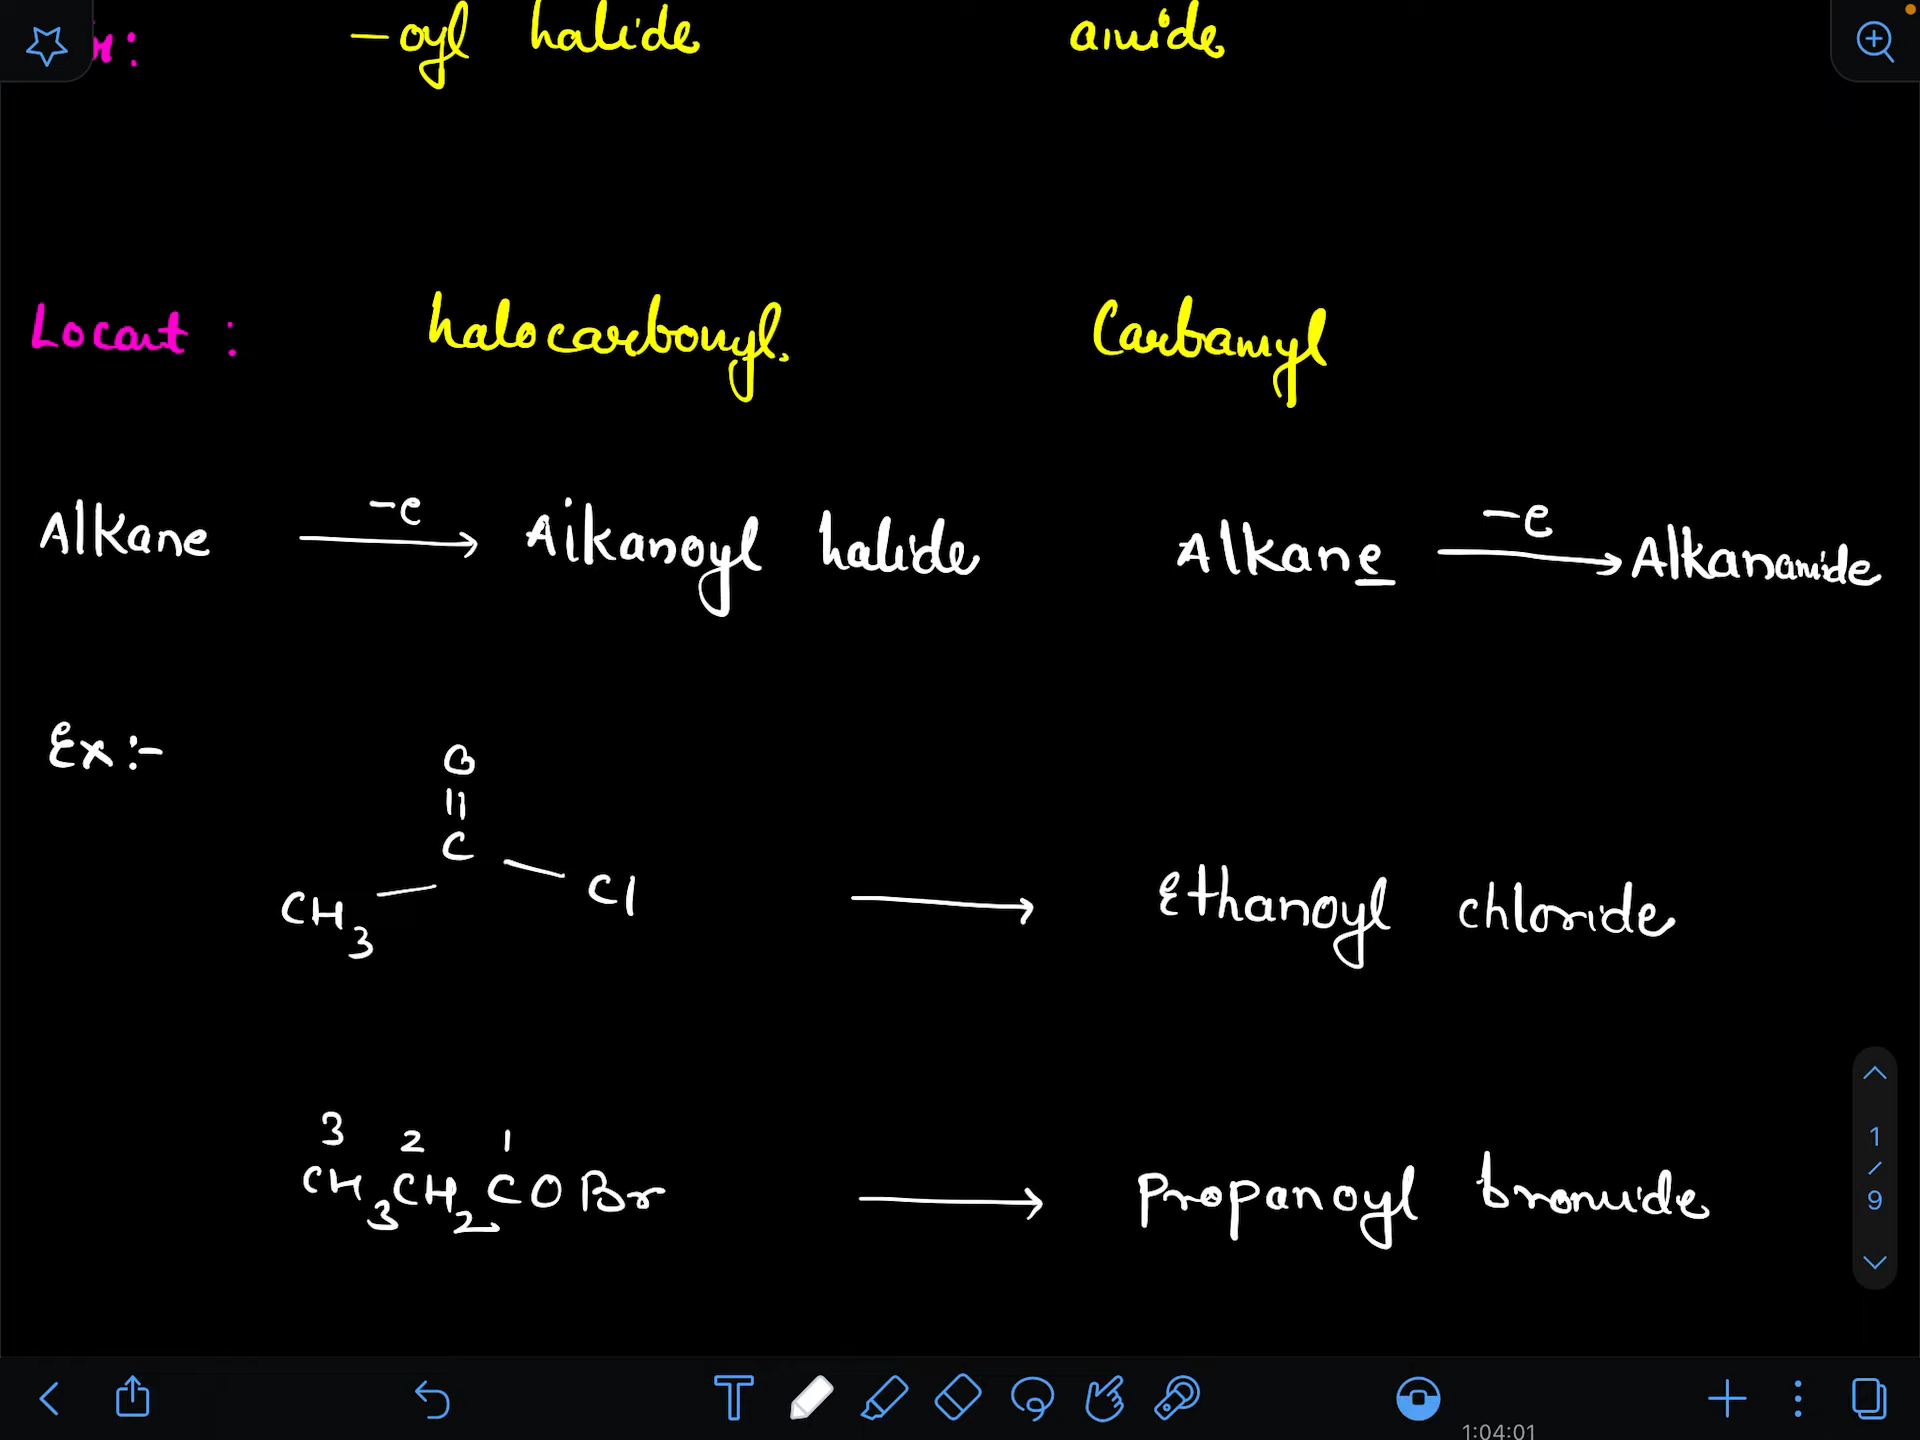 r: -oyl halide amide
Locant : halocarbonyl. Carbamyl
Alkane -e → Alkanoyl halide Alkane -e → Alkanamide
Ex :-
O
||
C
CH3 — — Cl → Ethanoyl chloride
3 2 1
CH3CH2COBr → Propanoyl bromide
1
/
9
T
1:04:01